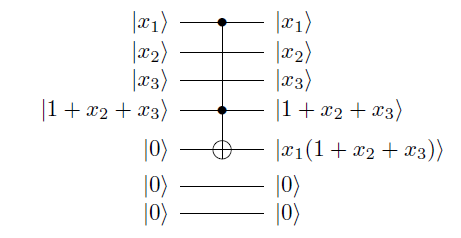 |x₁⟩ |x₁⟩
|x₂⟩ |x₂⟩
|x₃⟩ |x₃⟩
|1 + x₂ + x₃⟩ |1 + x₂ + x₃⟩
|0⟩ |x₁(1 + x₂ + x₃)⟩
|0⟩ |0⟩
|0⟩ |0⟩